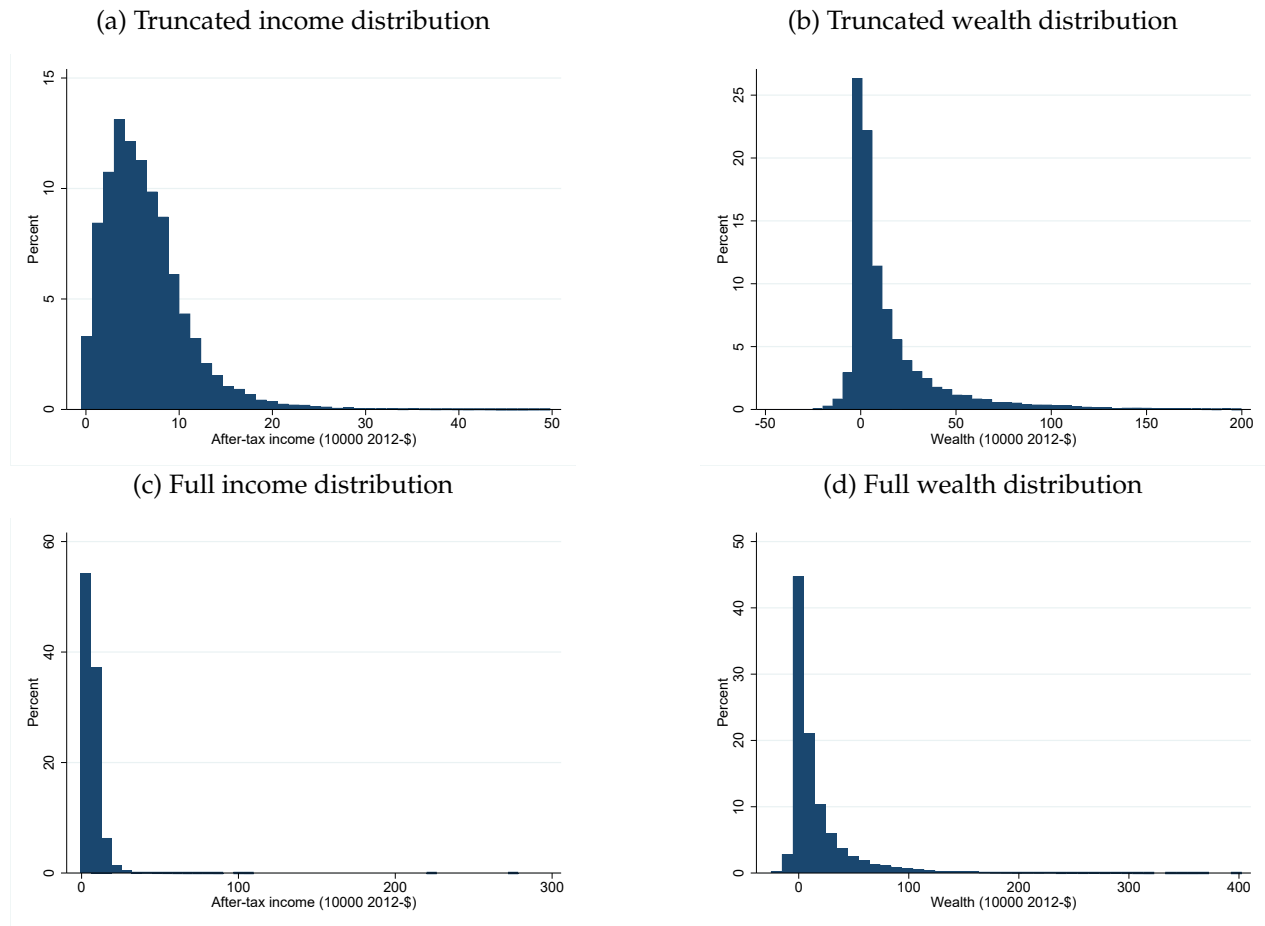 (a) Truncated income distribution
15
10
5
0
Percent
0 10 20 30 40 50
After-tax income (10000 2012-$)
(b) Truncated wealth distribution
25
20
15
10
5
0
Percent
-50 0 50 100 150 200
Wealth (10000 2012-$)
(c) Full income distribution
60
40
20
0
Percent
0 100 200 300
After-tax income (10000 2012-$)
(d) Full wealth distribution
50
40
30
20
10
0
Percent
0 100 200 300 400
Wealth (10000 2012-$)